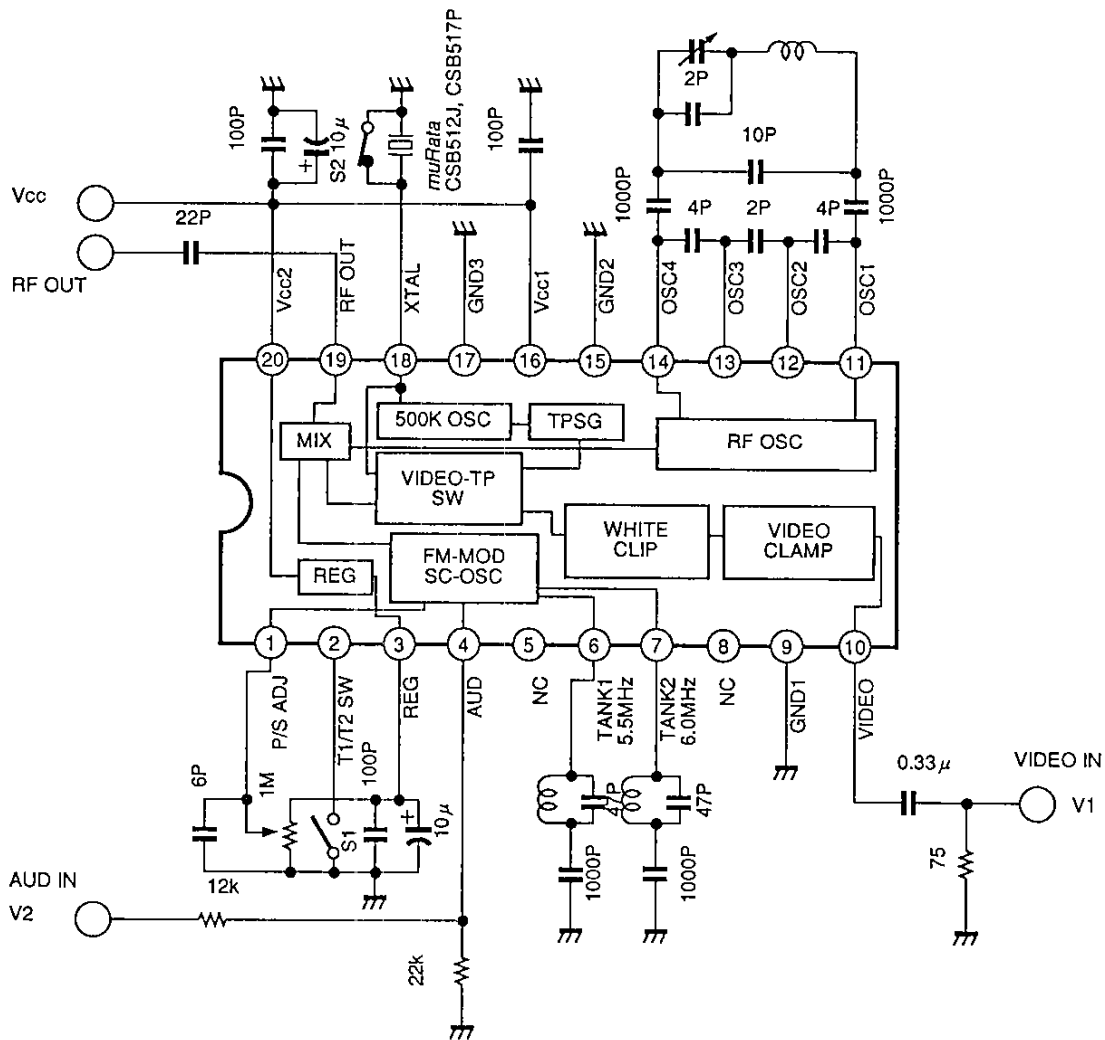 2P
10P
1000P
4P
2P
4P
1000P
100P
10µ
S2
muRata
CSB512J, CSB517P
100P
Vcc
22P
RF OUT
Vcc2
RF OUT
XTAL
GND3
Vcc1
GND2
OSC4
OSC3
OSC2
OSC1
20
19
18
17
16
15
14
13
12
11
500K OSC
TPSG
MIX
RF OSC
VIDEO-TP
SW
WHITE
CLIP
VIDEO
CLAMP
FM-MOD
SC-OSC
REG
1
2
3
4
5
6
7
8
9
10
P/S ADJ
T1/T2 SW
REG
AUD
NC
TANK1
5.5MHz
TANK2
6.0MHz
NC
GND1
VIDEO
6P
1M
S1
100P
+
10µ
47P
47P
1000P
1000P
0.33µ
VIDEO IN
V1
75
AUD IN
V2
12k
22k
+